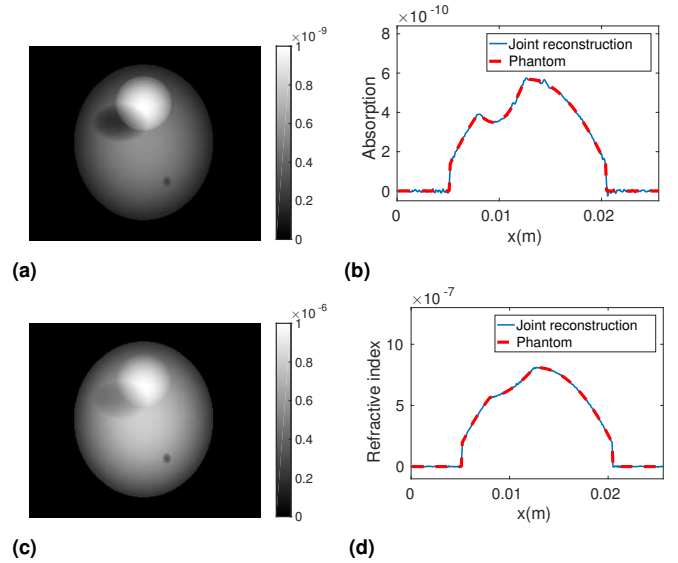 ×10^-9
1
0.8
0.6
0.4
0.2
0
(a)
×10^-10
8
6
4
2
0
Absorption
Joint reconstruction
Phantom
0 0.01 0.02
x(m)
(b)
×10^-6
1
0.8
0.6
0.4
0.2
0
(c)
×10^-7
10
5
0
Refractive index
Joint reconstruction
Phantom
0 0.01 0.02
x(m)
(d)